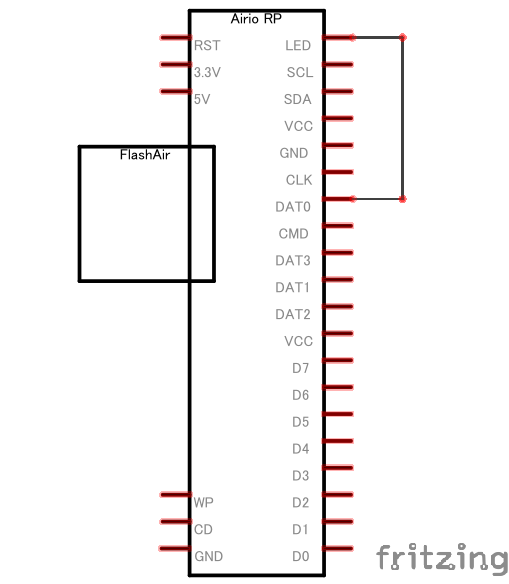 Airio RP
RST
3.3V
5V
FlashAir
WP
CD
GND
LED
SCL
SDA
VCC
GND
CLK
DAT0
CMD
DAT3
DAT1
DAT2
VCC
D7
D6
D5
D4
D3
D2
D1
D0
fritzing